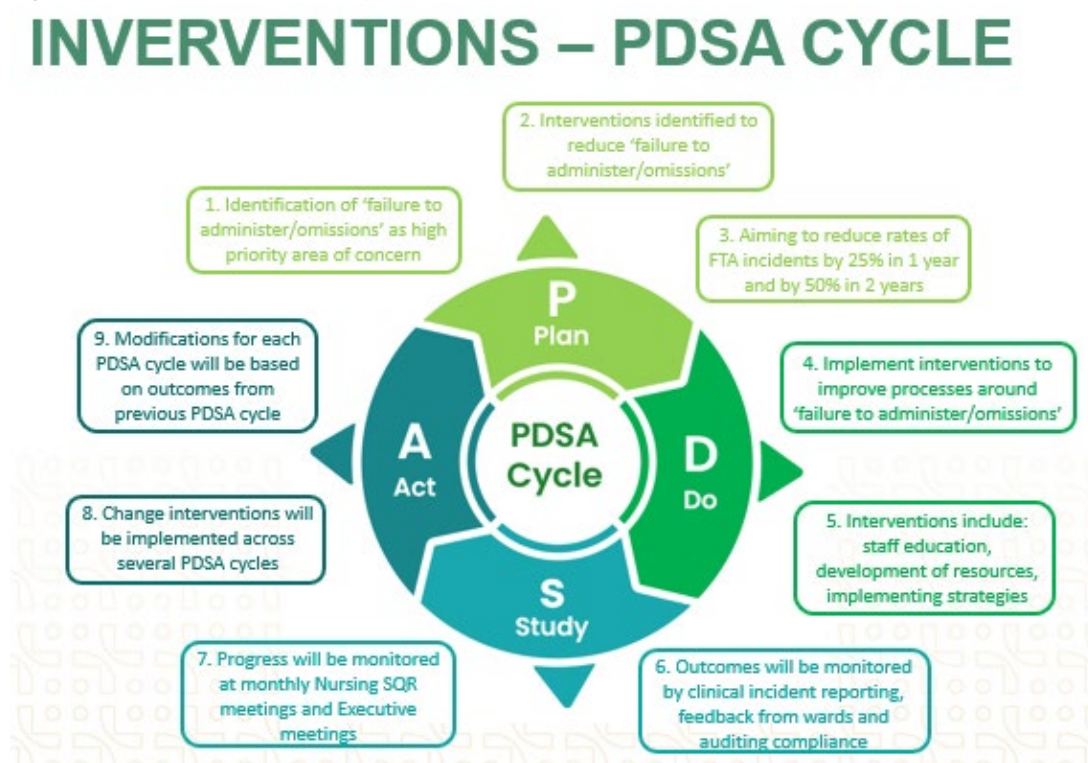 INVERVENTIONS – PDSA CYCLE
1. Identification of ‘failure to
administer/omissions’ as high
priority area of concern
2. Interventions identified to
reduce ‘failure to
administer/omissions’
3. Aiming to reduce rates of
FTA incidents by 25% in 1 year
and by 50% in 2 years
P
Plan
4. Implement interventions to
improve processes around
‘failure to administer/omissions’
D
Do
5. Interventions include:
staff education,
development of resources,
implementing strategies
6. Outcomes will be monitored
by clinical incident reporting,
feedback from wards and
auditing compliance
S
Study
7. Progress will be monitored
at monthly Nursing SQR
meetings and Executive
meetings
8. Change interventions will
be implemented across
several PDSA cycles
A
Act
9. Modifications for each
PDSA cycle will be based
on outcomes from
previous PDSA cycle
PDSA
Cycle